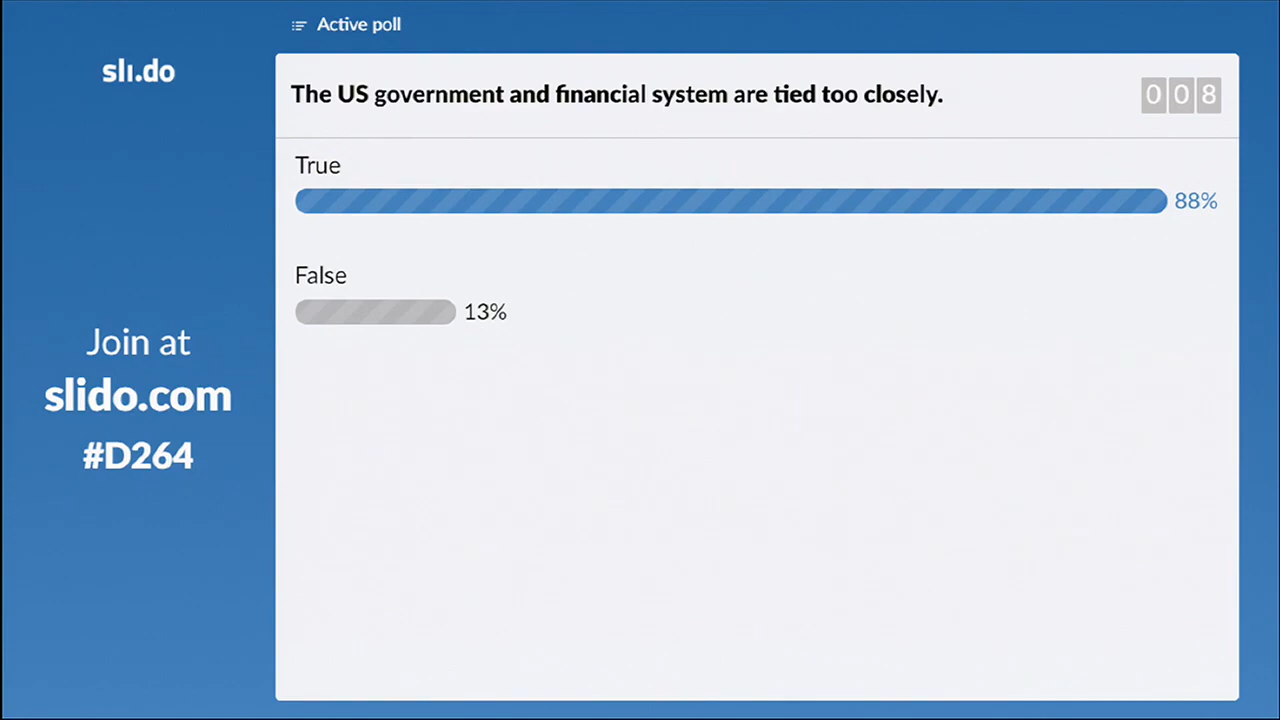 Active poll
sli.do
The US government and financial system are tied too closely.
008
True
88%
False
13%
Join at
slido.com
#D264